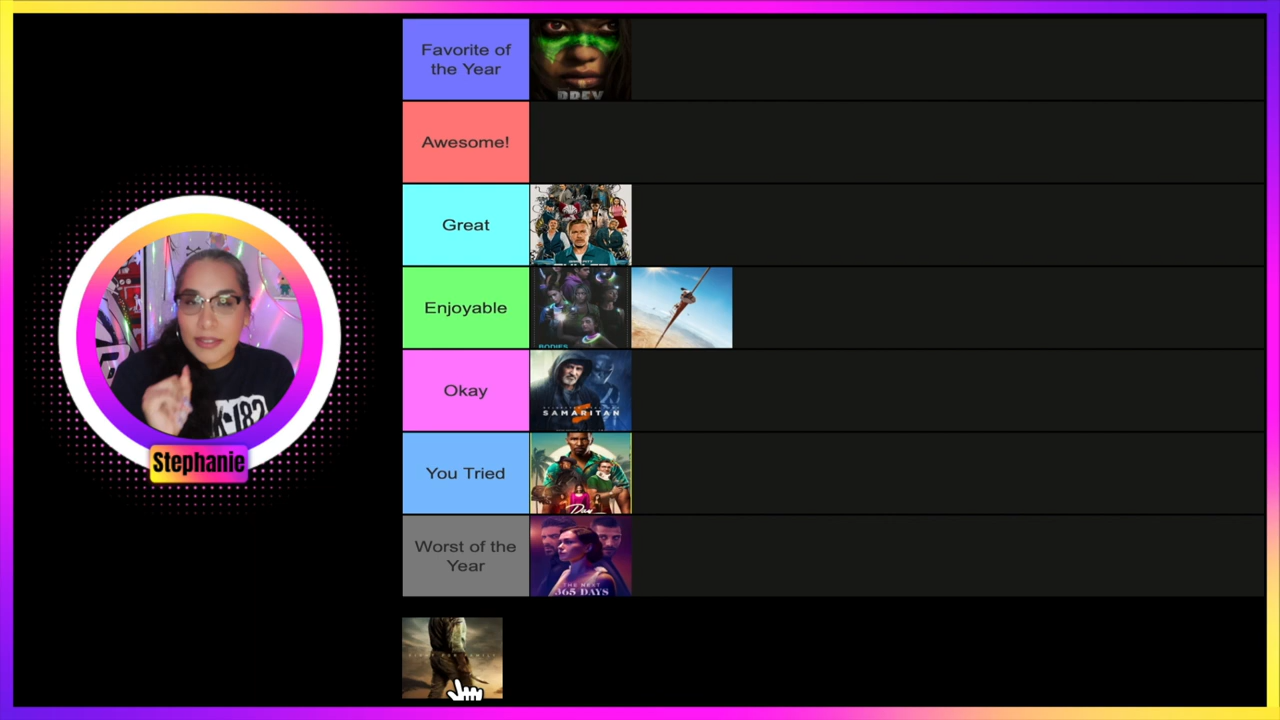 Favorite of
the Year
PREY
Awesome!
Great
Enjoyable
BODIES
Okay
SAMARITAN
You Tried
Day
Worst of the
Year
THE NEXT
365 DAYS
Stephanie
K-182